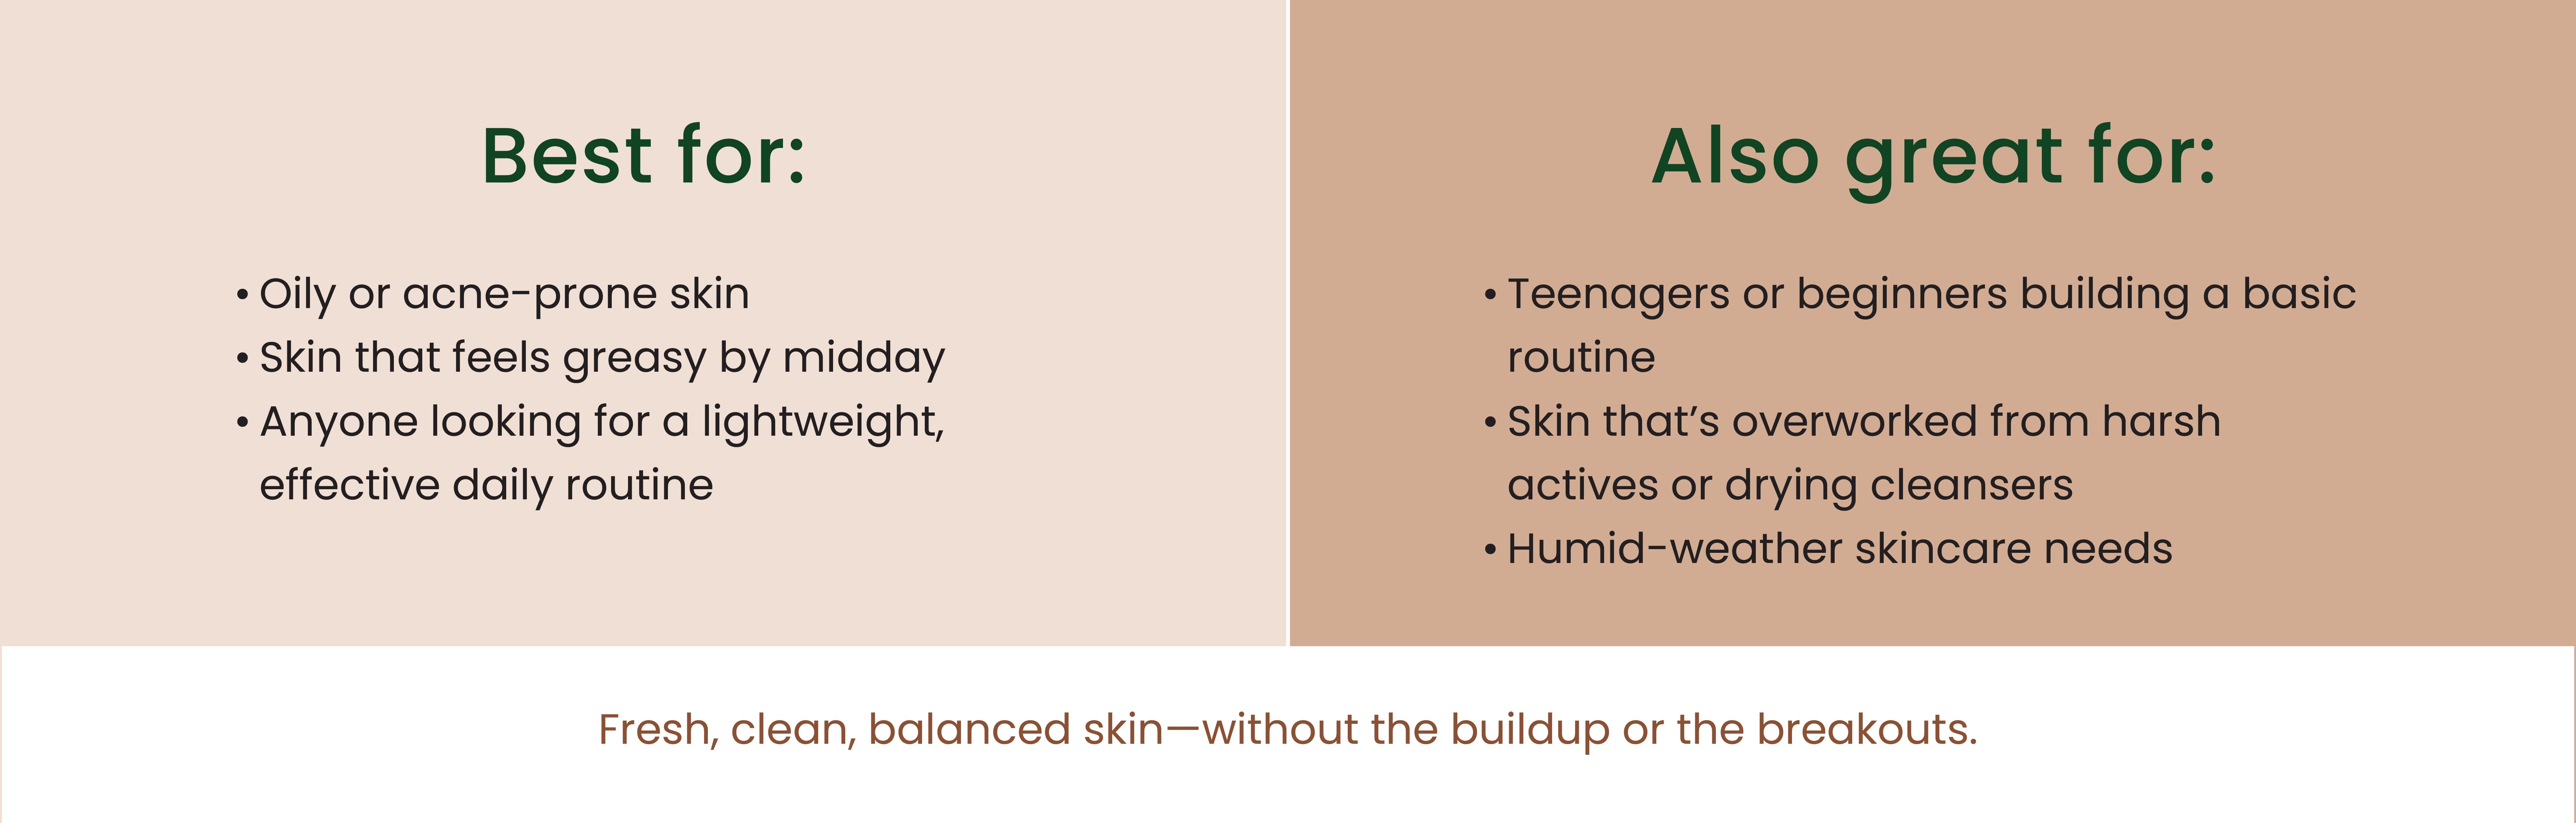 Best for:
• Oily or acne-prone skin
• Skin that feels greasy by midday
• Anyone looking for a lightweight,
effective daily routine
Also great for:
• Teenagers or beginners building a basic
routine
• Skin that’s overworked from harsh
actives or drying cleansers
• Humid-weather skincare needs
Fresh, clean, balanced skin—without the buildup or the breakouts.